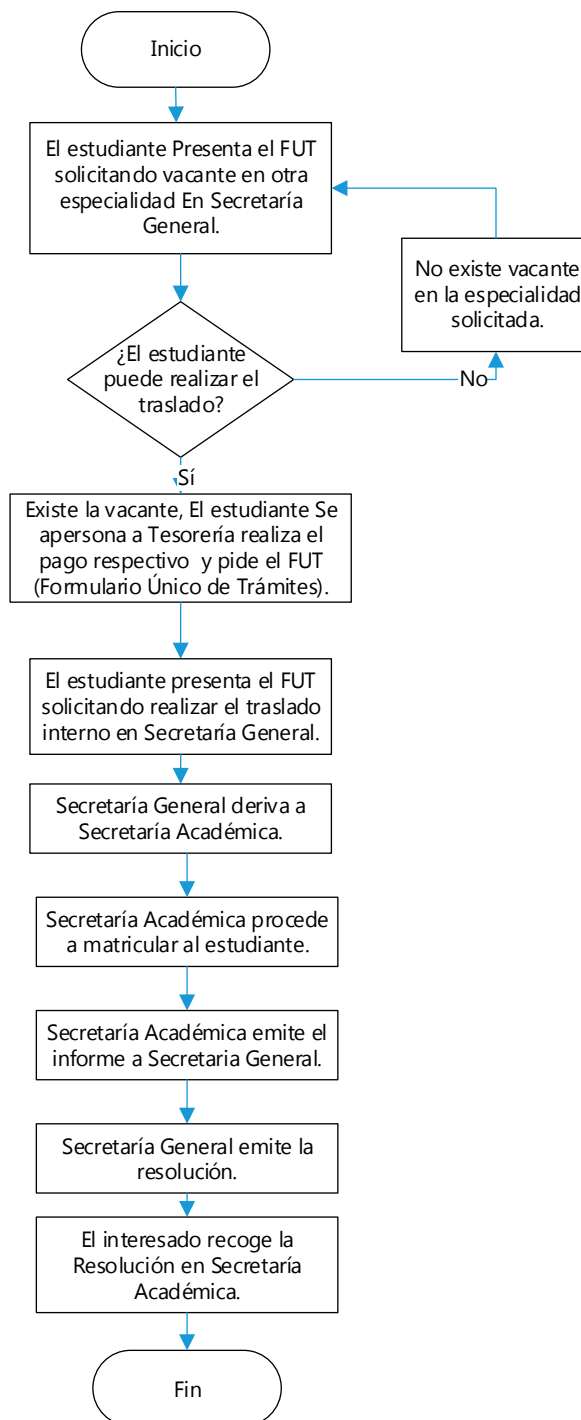 Inicio
El estudiante Presenta el FUT
solicitando vacante en otra
especialidad En Secretaría
General.
No existe vacante
en la especialidad
solicitada.
¿El estudiante
puede realizar el
traslado?
No
Sí
Existe la vacante, El estudiante Se
apersona a Tesorería realiza el
pago respectivo y pide el FUT
(Formulario Único de Trámites).
El estudiante presenta el FUT
solicitando realizar el traslado
interno en Secretaría General.
Secretaría General deriva a
Secretaría Académica.
Secretaría Académica procede
a matricular al estudiante.
Secretaría Académica emite el
informe a Secretaria General.
Secretaría General emite la
resolución.
El interesado recoge la
Resolución en Secretaría
Académica.
Fin